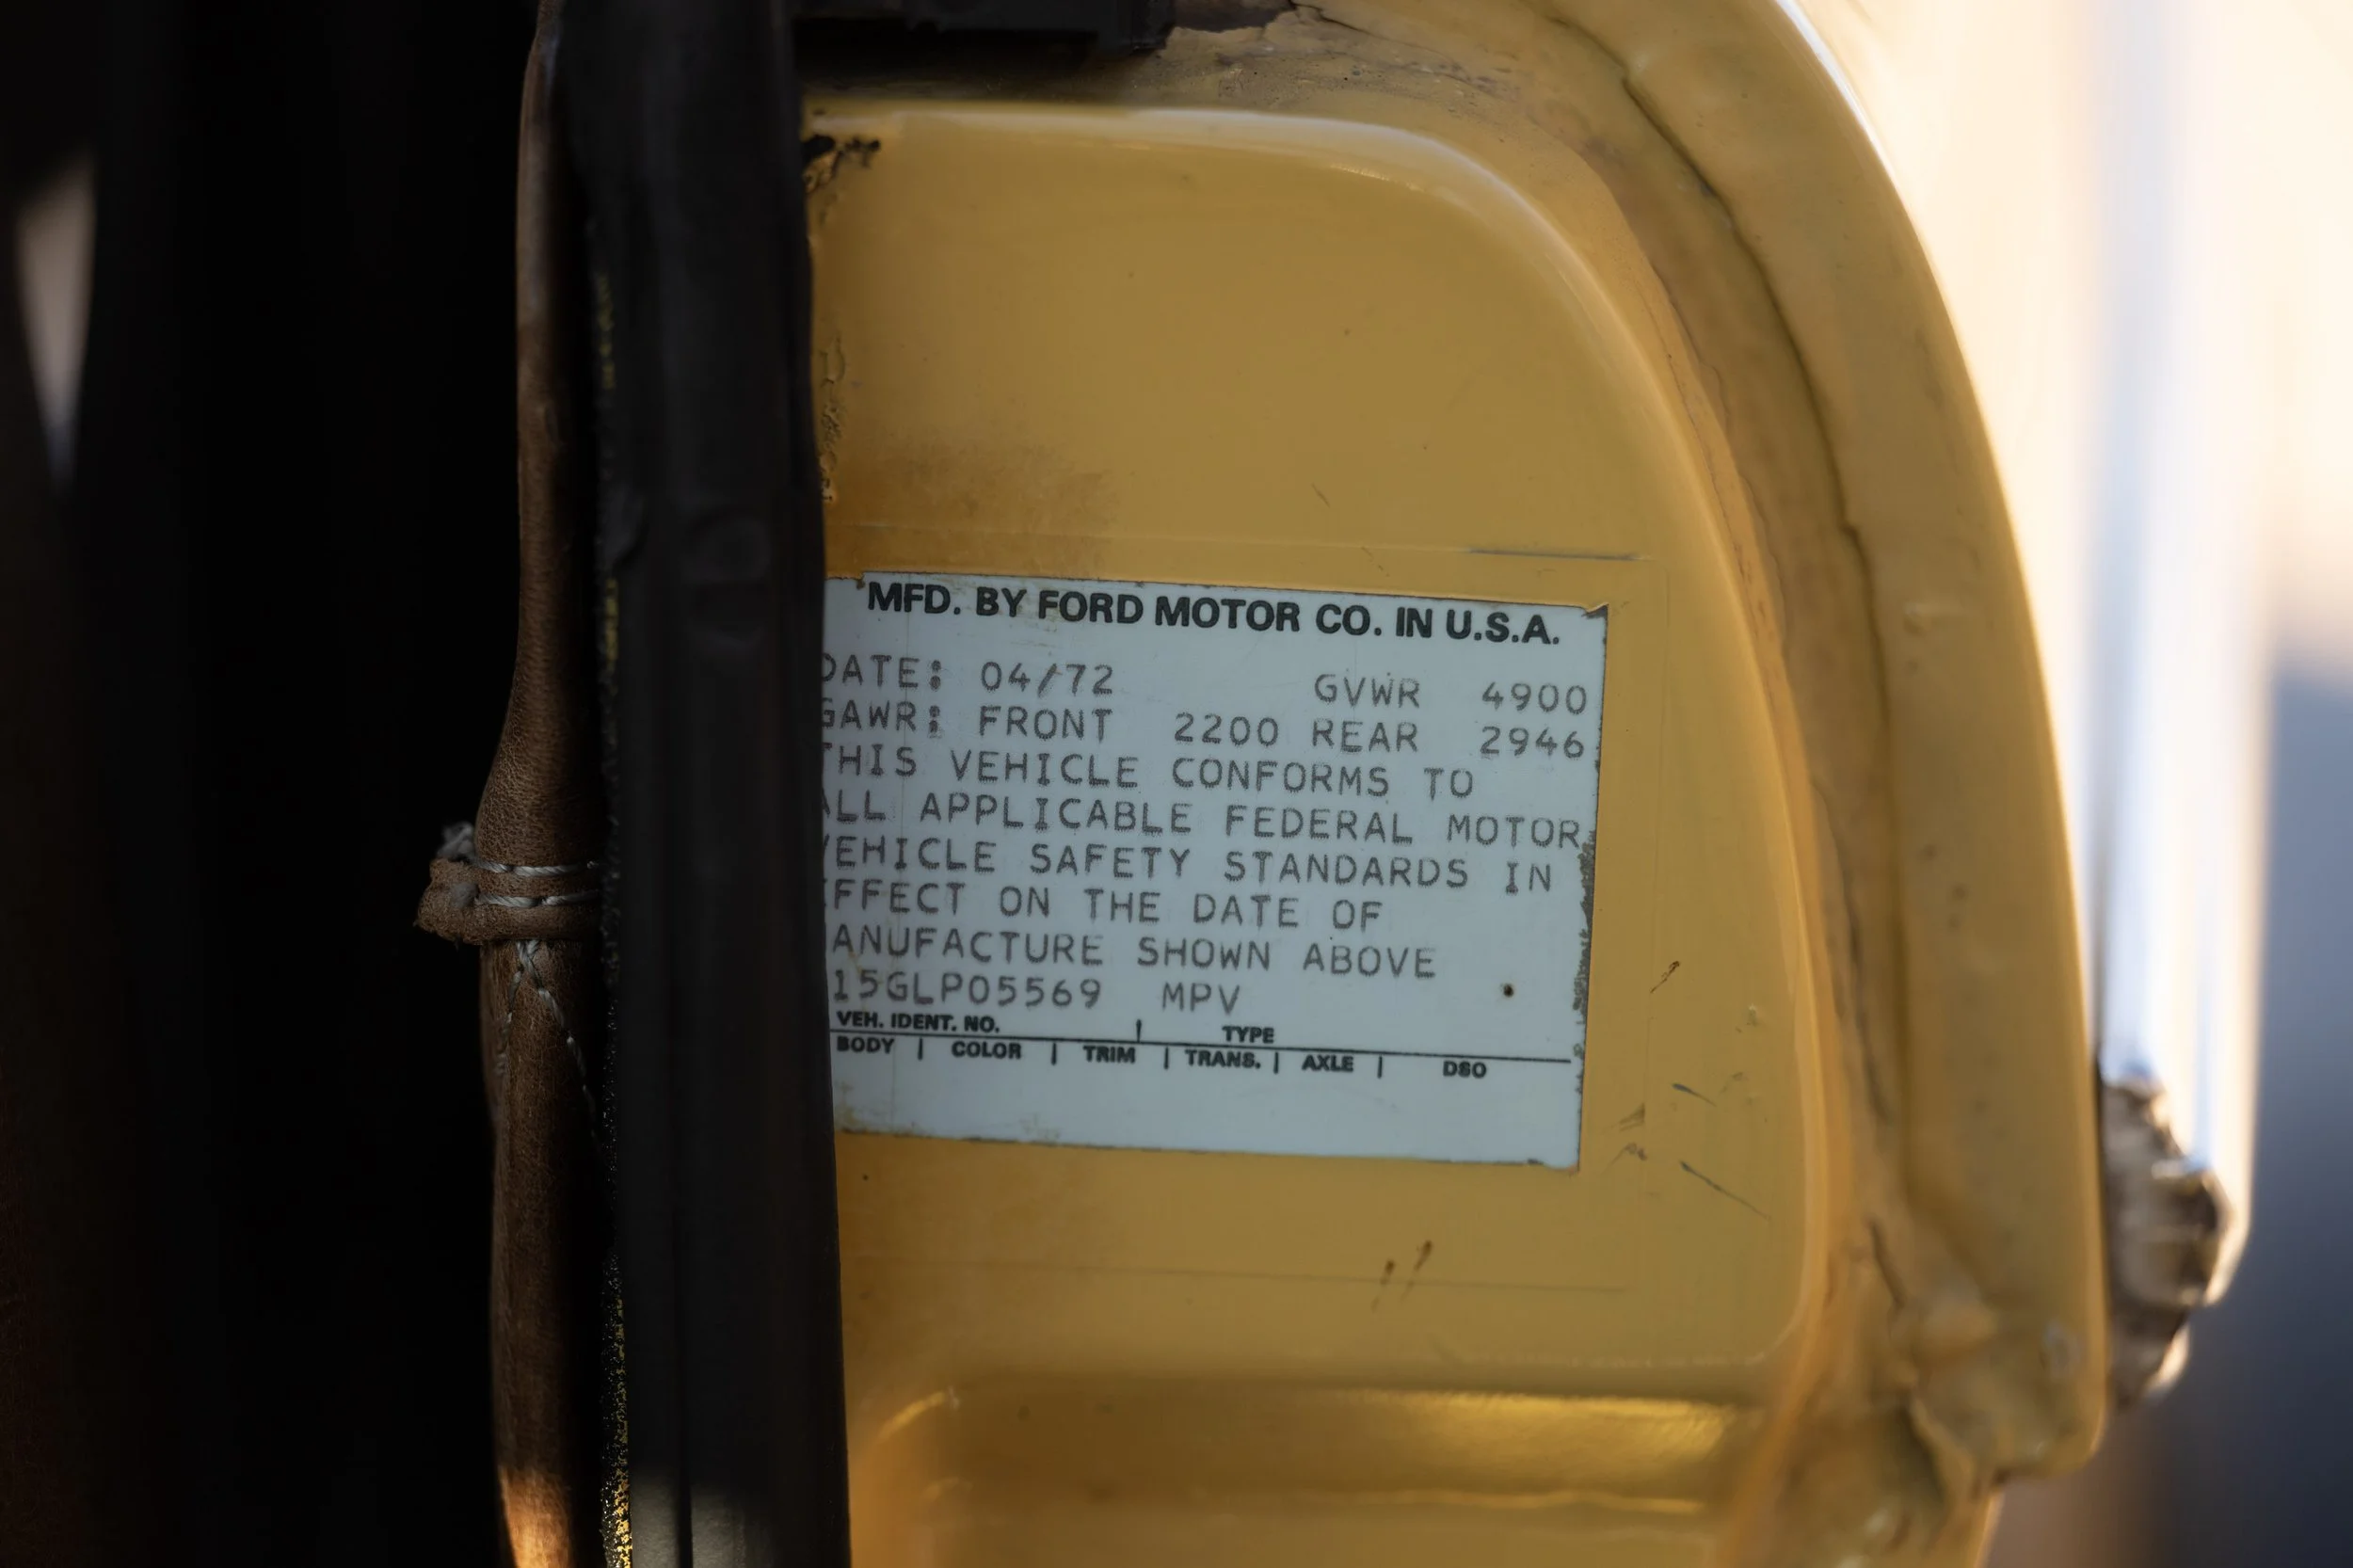 MFD. BY FORD MOTOR CO. IN U.S.A.
DATE: 04/72 GVWR 4900
GAWR: FRONT 2200 REAR 2946
THIS VEHICLE CONFORMS TO
ALL APPLICABLE FEDERAL MOTOR
VEHICLE SAFETY STANDARDS IN
EFFECT ON THE DATE OF
ANUFACTURE SHOWN ABOVE
15GLP05569 MPV
VEH. IDENT. NO. TYPE
BODY | COLOR | TRIM | TRANS. | AXLE | DSO